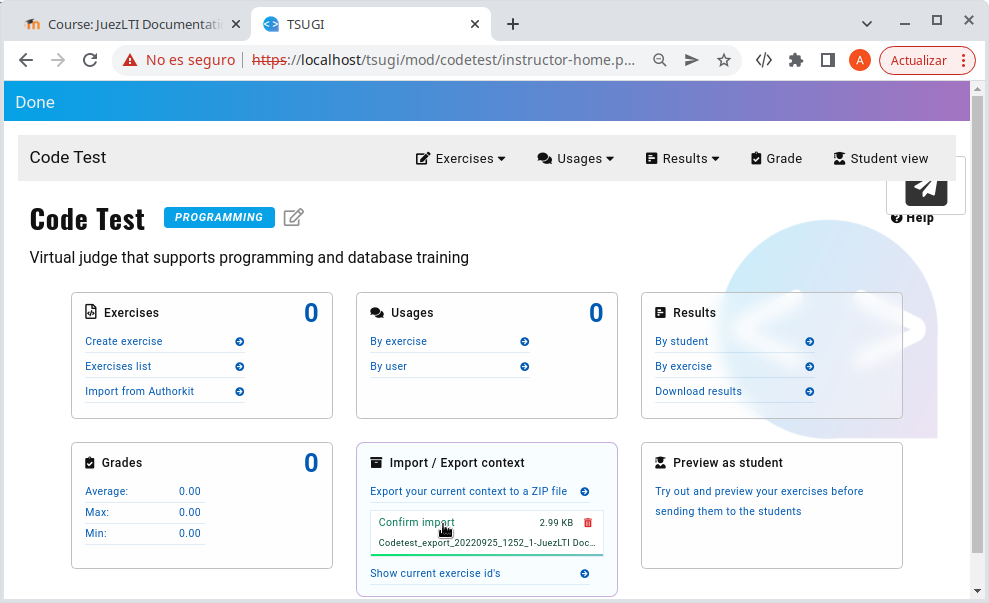 Course: JuezLTI Documentati
TSUGI
No es seguro
https://localhost/tsugi/mod/codetest/instructor-home.p...
A
Actualizar
Done
Code Test
Exercises
Usages
Results
Grade
Student view
Help
Code Test
PROGRAMMING
Virtual judge that supports programming and database training
Exercises
0
Create exercise
Exercises list
Import from Authorkit
Usages
0
By exercise
By user
Results
By student
By exercise
Download results
Grades
0
Average: 0.00
Max: 0.00
Min: 0.00
Import / Export context
Export your current context to a ZIP file
Confirm import 2.99 KB
Codetest_export_20220925_1252_1-JuezLTI Doc...
Show current exercise id's
Preview as student
Try out and preview your exercises before
sending them to the students